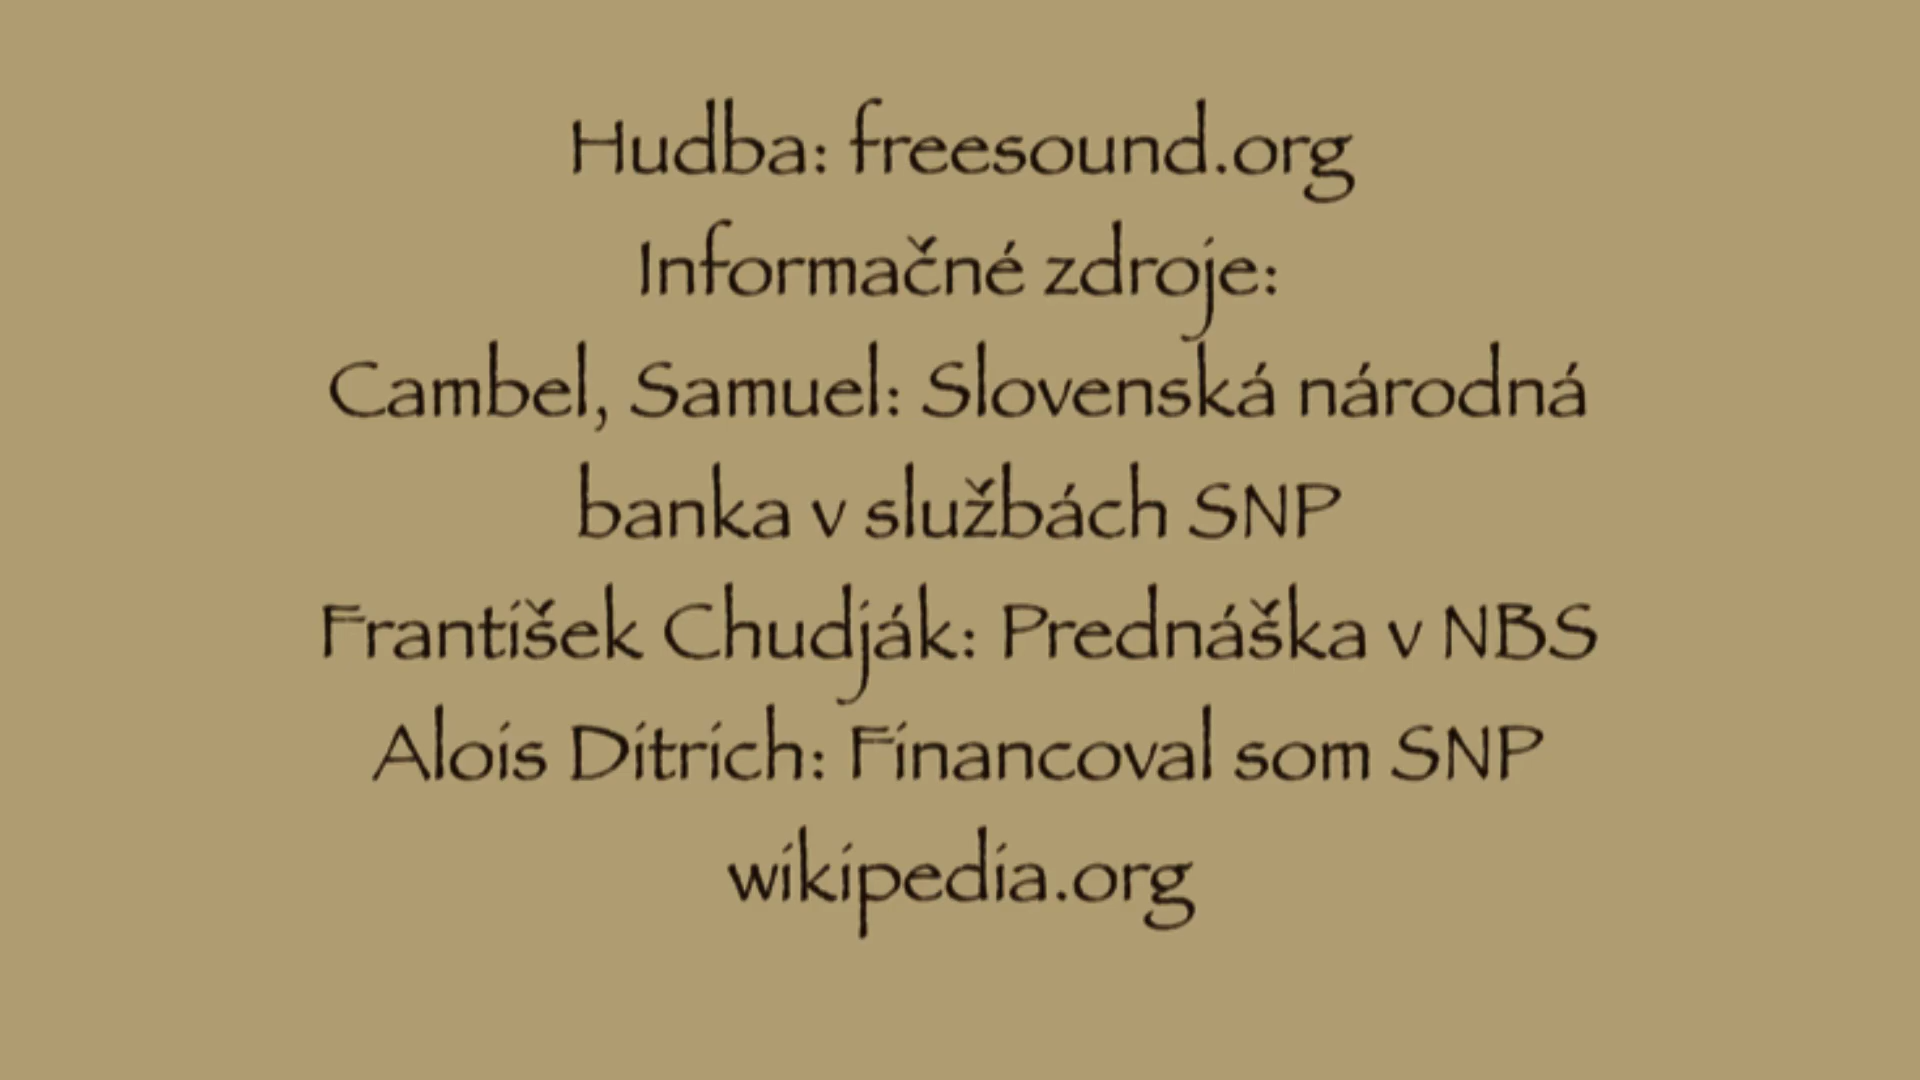 Hudba: freesound.org
Informačné zdroje:
Cambel, Samuel: Slovenská národná
banka v službách SNP
František Chudják: Prednáška v NBS
Alois Ditrich: Financoval som SNP
wikipedia.org